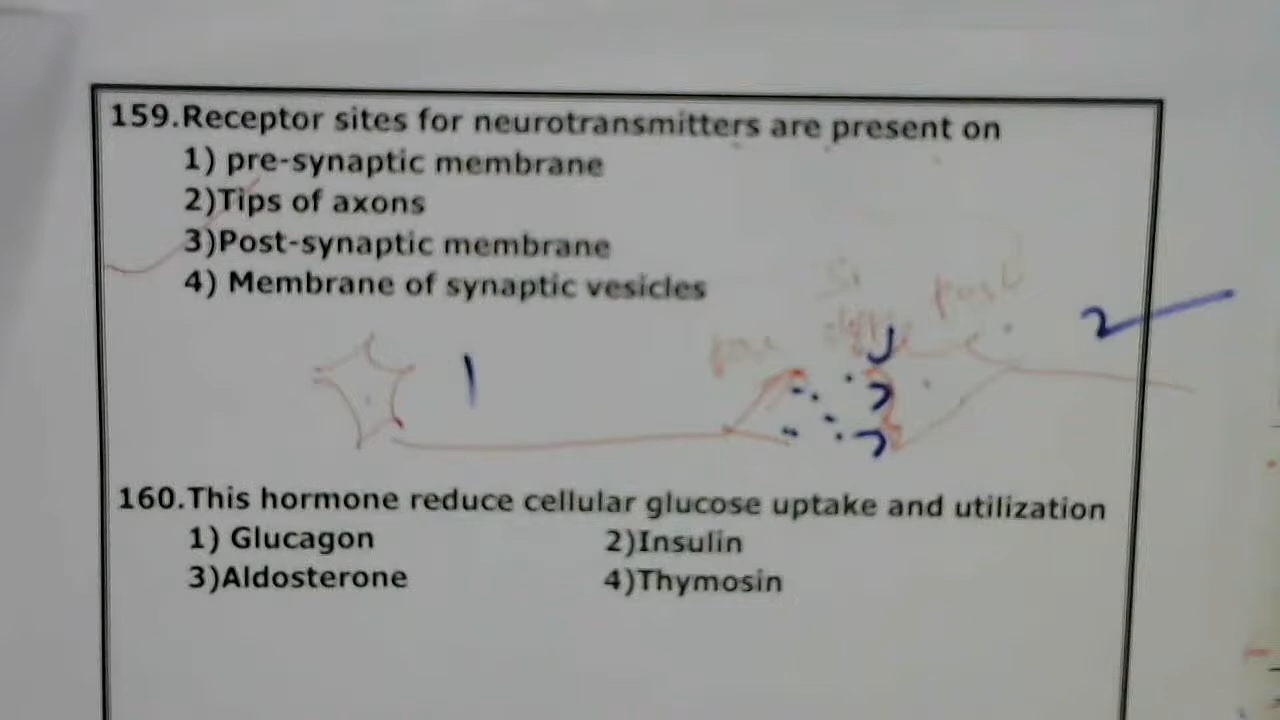 159.Receptor sites for neurotransmitters are present on
1) pre-synaptic membrane
2)Tips of axons
3)Post-synaptic membrane
4) Membrane of synaptic vesicles
post
1
2
160.This hormone reduce cellular glucose uptake and utilization
1) Glucagon 2)Insulin
3)Aldosterone 4)Thymosin